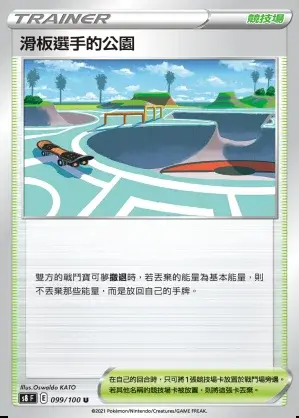 TRAINER
競技場
滑板選手的公園
雙方的戰鬥寶可夢撤退時，若丟棄的能量為基本能量，則
不丟棄那些能量，而是放回自己的手牌。
Illus.Oswaldo KATO
S8 F E 099/100 U
在自己的回合時，只可將1張競技場卡放置於戰鬥場旁邊。
若其他名稱的競技場卡被放置，則將這張卡丟棄。
©2021 Pokémon/Nintendo/Creatures/GAME FREAK.